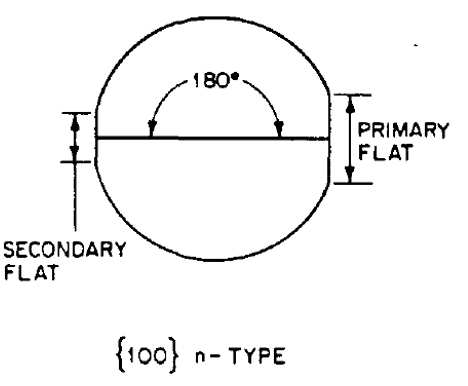 180°
PRIMARY
FLAT
SECONDARY
FLAT
{100} n-TYPE